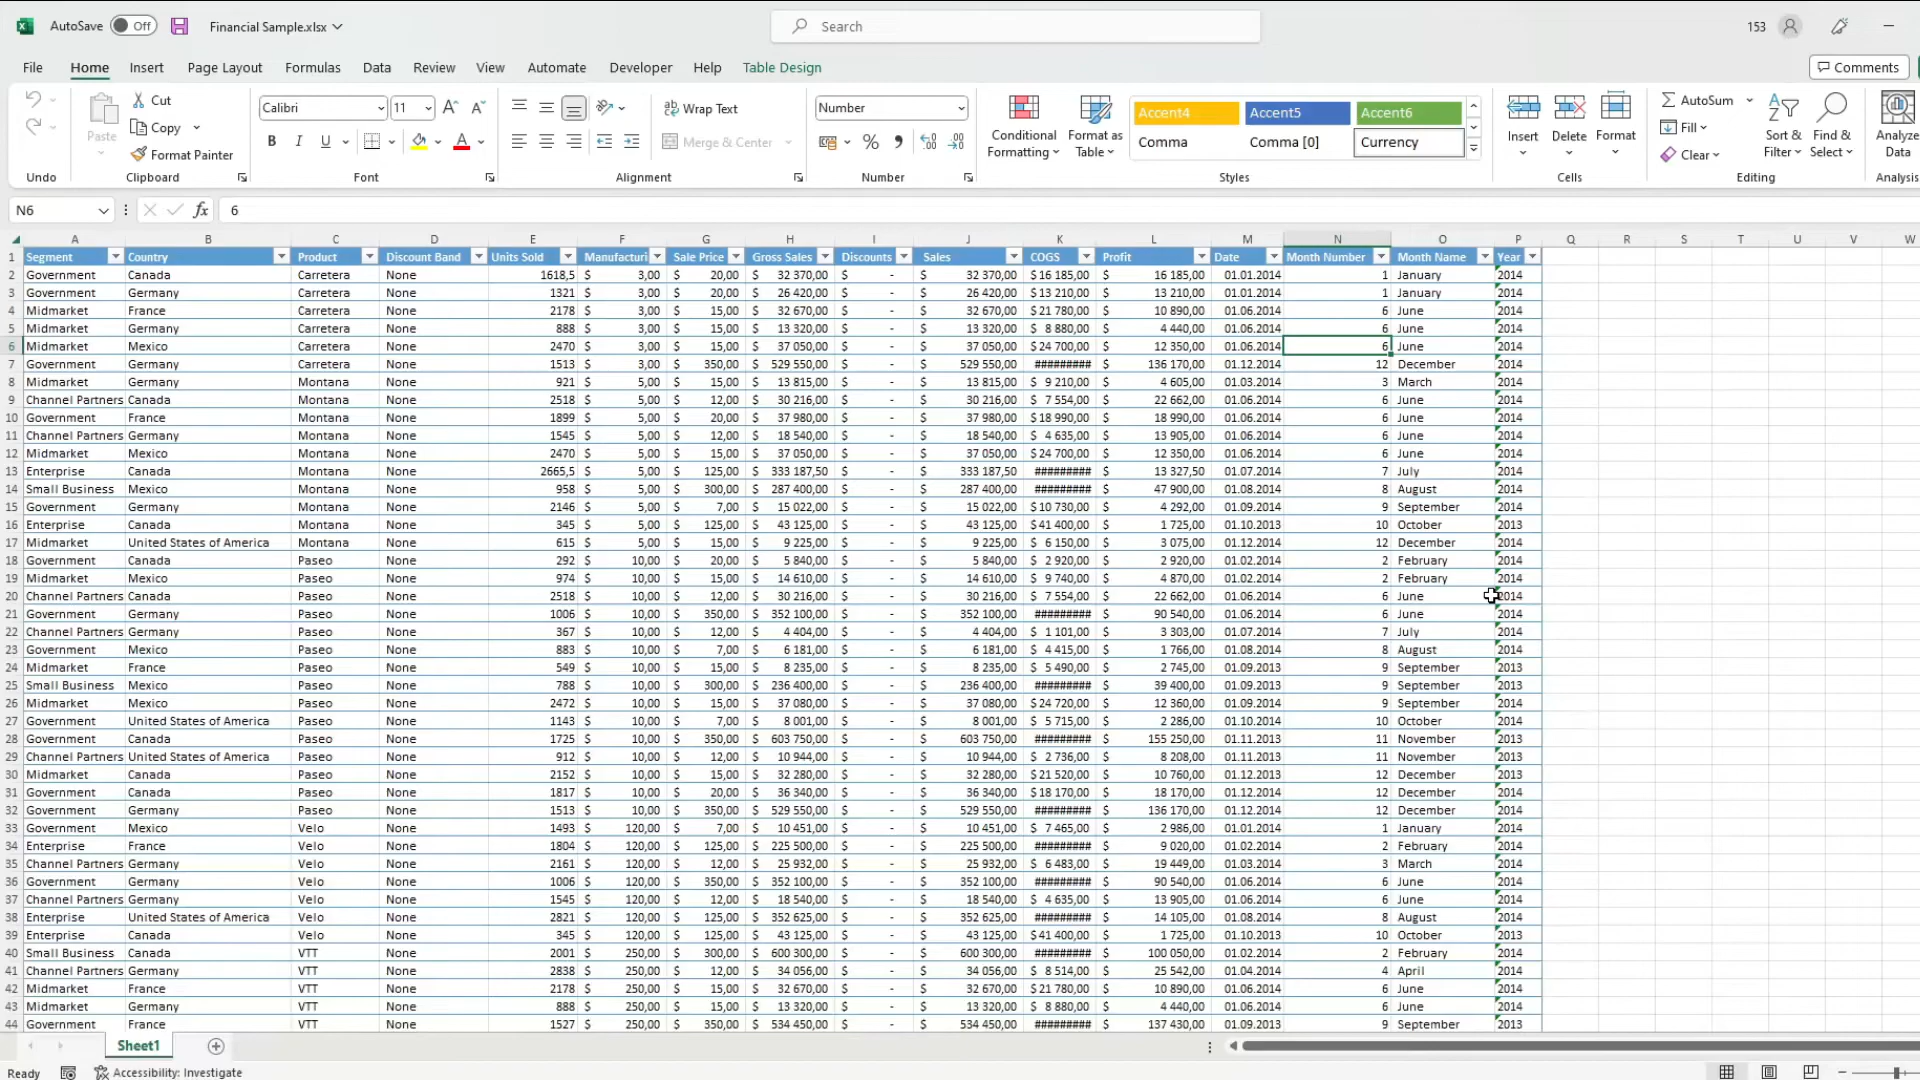 AutoSave Off Financial Sample.xlsx Search 153
File Home Insert Page Layout Formulas Data Review View Automate Developer Help Table Design Comments
Paste Cut Copy Format Painter
Calibri 11
Wrap Text Merge & Center
Number
Conditional Formatting Format as Table
Accent4 Accent5 Accent6
Comma Comma [0] Currency
Insert Delete Format
AutoSum Fill Clear
Sort & Filter Find & Select Analyze Data
Undo Clipboard Font Alignment Number Styles Cells Editing Analysis
N6 fx 6
A B C D E F G H I J K L M N O P Q R S T U V W
1 Segment Country Product Discount Band Units Sold Manufacturi Sale Price Gross Sales Discounts Sales COGS Profit Date Month Number Month Name Year
2 Government Canada Carretera None 1618,5 $ 3,00 $ 20,00 $ 32 370,00 $ - $ 32 370,00 $ 16 185,00 $ 16 185,00 01.01.2014 1 January 2014
3 Government Germany Carretera None 1321 $ 3,00 $ 20,00 $ 26 420,00 $ - $ 26 420,00 $ 13 210,00 $ 13 210,00 01.01.2014 1 January 2014
4 Midmarket France Carretera None 2178 $ 3,00 $ 15,00 $ 32 670,00 $ - $ 32 670,00 $ 21 780,00 $ 10 890,00 01.06.2014 6 June 2014
5 Midmarket Germany Carretera None 888 $ 3,00 $ 15,00 $ 13 320,00 $ - $ 13 320,00 $ 8 880,00 $ 4 440,00 01.06.2014 6 June 2014
6 Midmarket Mexico Carretera None 2470 $ 3,00 $ 15,00 $ 37 050,00 $ - $ 37 050,00 $ 24 700,00 $ 12 350,00 01.06.2014 6 June 2014
7 Government Germany Carretera None 1513 $ 3,00 $ 350,00 $ 529 550,00 $ - $ 529 550,00 ######### $ 136 170,00 01.12.2014 12 December 2014
8 Midmarket Germany Montana None 921 $ 5,00 $ 15,00 $ 13 815,00 $ - $ 13 815,00 $ 9 210,00 $ 4 605,00 01.03.2014 3 March 2014
9 Channel Partners Canada Montana None 2518 $ 5,00 $ 12,00 $ 30 216,00 $ - $ 30 216,00 $ 7 554,00 $ 22 662,00 01.06.2014 6 June 2014
10 Government France Montana None 1899 $ 5,00 $ 20,00 $ 37 980,00 $ - $ 37 980,00 $ 18 990,00 $ 18 990,00 01.06.2014 6 June 2014
11 Channel Partners Germany Montana None 1545 $ 5,00 $ 12,00 $ 18 540,00 $ - $ 18 540,00 $ 4 635,00 $ 13 905,00 01.06.2014 6 June 2014
12 Midmarket Mexico Montana None 2470 $ 5,00 $ 15,00 $ 37 050,00 $ - $ 37 050,00 $ 24 700,00 $ 12 350,00 01.06.2014 6 June 2014
13 Enterprise Canada Montana None 2665,5 $ 5,00 $ 125,00 $ 333 187,50 $ - $ 333 187,50 ######### $ 13 327,50 01.07.2014 7 July 2014
14 Small Business Mexico Montana None 958 $ 5,00 $ 300,00 $ 287 400,00 $ - $ 287 400,00 ######### $ 47 900,00 01.08.2014 8 August 2014
15 Government Germany Montana None 2146 $ 5,00 $ 7,00 $ 15 022,00 $ - $ 15 022,00 $ 10 730,00 $ 4 292,00 01.09.2014 9 September 2014
16 Enterprise Canada Montana None 345 $ 5,00 $ 125,00 $ 43 125,00 $ - $ 43 125,00 $ 41 400,00 $ 1 725,00 01.10.2013 10 October 2013
17 Midmarket United States of America Montana None 615 $ 5,00 $ 15,00 $ 9 225,00 $ - $ 9 225,00 $ 6 150,00 $ 3 075,00 01.12.2014 12 December 2014
18 Government Canada Paseo None 292 $ 10,00 $ 20,00 $ 5 840,00 $ - $ 5 840,00 $ 2 920,00 $ 2 920,00 01.02.2014 2 February 2014
19 Midmarket Mexico Paseo None 974 $ 10,00 $ 15,00 $ 14 610,00 $ - $ 14 610,00 $ 9 740,00 $ 4 870,00 01.02.2014 2 February 2014
20 Channel Partners Canada Paseo None 2518 $ 10,00 $ 12,00 $ 30 216,00 $ - $ 30 216,00 $ 7 554,00 $ 22 662,00 01.06.2014 6 June 2014
21 Government Germany Paseo None 1006 $ 10,00 $ 350,00 $ 352 100,00 $ - $ 352 100,00 ######### $ 90 540,00 01.06.2014 6 June 2014
22 Channel Partners Germany Paseo None 367 $ 10,00 $ 12,00 $ 4 404,00 $ - $ 4 404,00 $ 1 101,00 $ 3 303,00 01.07.2014 7 July 2014
23 Government Mexico Paseo None 883 $ 10,00 $ 7,00 $ 6 181,00 $ - $ 6 181,00 $ 4 415,00 $ 1 766,00 01.08.2014 8 August 2014
24 Midmarket France Paseo None 549 $ 10,00 $ 15,00 $ 8 235,00 $ - $ 8 235,00 $ 5 490,00 $ 2 745,00 01.09.2013 9 September 2013
25 Small Business Mexico Paseo None 788 $ 10,00 $ 300,00 $ 236 400,00 $ - $ 236 400,00 ######### $ 39 400,00 01.09.2013 9 September 2013
26 Midmarket Mexico Paseo None 2472 $ 10,00 $ 15,00 $ 37 080,00 $ - $ 37 080,00 $ 24 720,00 $ 12 360,00 01.09.2014 9 September 2014
27 Government United States of America Paseo None 1143 $ 10,00 $ 7,00 $ 8 001,00 $ - $ 8 001,00 $ 5 715,00 $ 2 286,00 01.10.2014 10 October 2014
28 Government Canada Paseo None 1725 $ 10,00 $ 350,00 $ 603 750,00 $ - $ 603 750,00 ######### $ 155 250,00 01.11.2013 11 November 2013
29 Channel Partners United States of America Paseo None 912 $ 10,00 $ 12,00 $ 10 944,00 $ - $ 10 944,00 $ 2 736,00 $ 8 208,00 01.11.2013 11 November 2013
30 Midmarket Canada Paseo None 2152 $ 10,00 $ 15,00 $ 32 280,00 $ - $ 32 280,00 $ 21 520,00 $ 10 760,00 01.12.2013 12 December 2013
31 Government Canada Paseo None 1817 $ 10,00 $ 20,00 $ 36 340,00 $ - $ 36 340,00 $ 18 170,00 $ 18 170,00 01.12.2014 12 December 2014
32 Government Germany Paseo None 1513 $ 10,00 $ 350,00 $ 529 550,00 $ - $ 529 550,00 ######### $ 136 170,00 01.12.2014 12 December 2014
33 Government Mexico Velo None 1493 $ 120,00 $ 7,00 $ 10 451,00 $ - $ 10 451,00 $ 7 465,00 $ 2 986,00 01.01.2014 1 January 2014
34 Enterprise France Velo None 1804 $ 120,00 $ 125,00 $ 225 500,00 $ - $ 225 500,00 ######### $ 9 020,00 01.02.2014 2 February 2014
35 Channel Partners Germany Velo None 2161 $ 120,00 $ 12,00 $ 25 932,00 $ - $ 25 932,00 $ 6 483,00 $ 19 449,00 01.03.2014 3 March 2014
36 Government Germany Velo None 1006 $ 120,00 $ 350,00 $ 352 100,00 $ - $ 352 100,00 ######### $ 90 540,00 01.06.2014 6 June 2014
37 Channel Partners Germany Velo None 1545 $ 120,00 $ 12,00 $ 18 540,00 $ - $ 18 540,00 $ 4 635,00 $ 13 905,00 01.06.2014 6 June 2014
38 Enterprise United States of America Velo None 2821 $ 120,00 $ 125,00 $ 352 625,00 $ - $ 352 625,00 ######### $ 14 105,00 01.08.2014 8 August 2014
39 Enterprise Canada Velo None 345 $ 120,00 $ 125,00 $ 43 125,00 $ - $ 43 125,00 $ 41 400,00 $ 1 725,00 01.10.2013 10 October 2013
40 Small Business Canada VTT None 2001 $ 250,00 $ 300,00 $ 600 300,00 $ - $ 600 300,00 ######### $ 100 050,00 01.02.2014 2 February 2014
41 Channel Partners Germany VTT None 2838 $ 250,00 $ 12,00 $ 34 056,00 $ - $ 34 056,00 $ 8 514,00 $ 25 542,00 01.04.2014 4 April 2014
42 Midmarket France VTT None 2178 $ 250,00 $ 15,00 $ 32 670,00 $ - $ 32 670,00 $ 21 780,00 $ 10 890,00 01.06.2014 6 June 2014
43 Midmarket Germany VTT None 888 $ 250,00 $ 15,00 $ 13 320,00 $ - $ 13 320,00 $ 8 880,00 $ 4 440,00 01.06.2014 6 June 2014
44 Government France VTT None 1527 $ 250,00 $ 350,00 $ 534 450,00 $ - $ 534 450,00 ######### $ 137 430,00 01.09.2013 9 September 2013
Sheet1
Ready Accessibility: Investigate